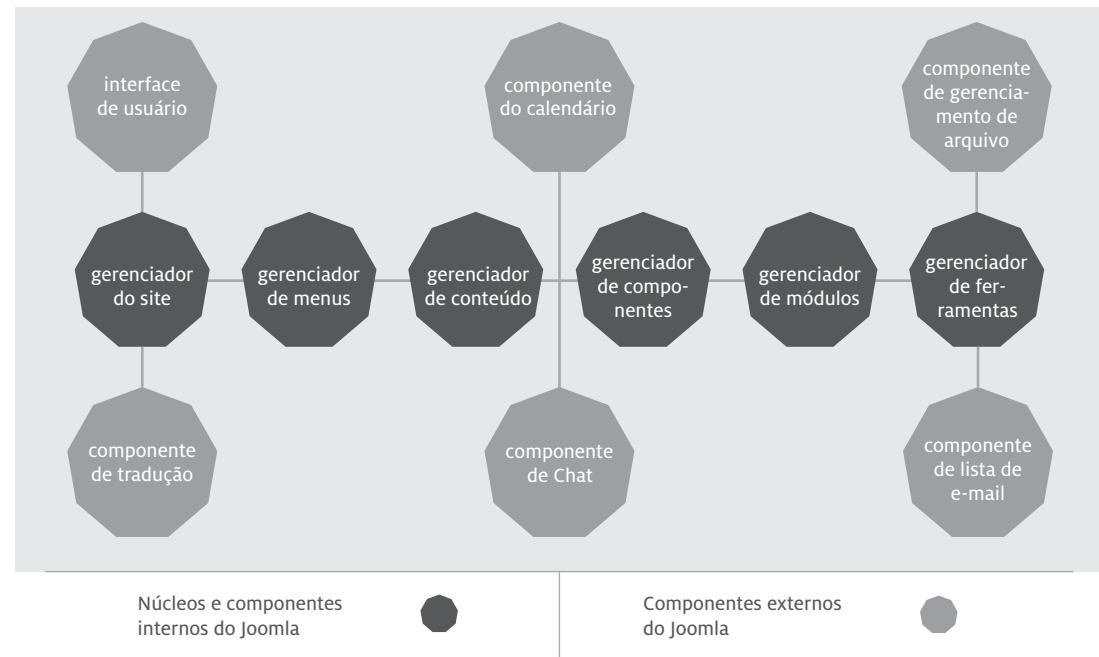 interface
de usuário
componente
do calendário
componente
de gerencia-
mento de
arquivo
gerenciador
do site
gerenciador
de menus
gerenciador
de conteúdo
gerenciador
de compo-
nentes
gerenciador
de módulos
gerenciador
de fer-
ramentas
componente
de tradução
componente
de Chat
componente
de lista de
e-mail
Núcleos e componentes
internos do Joomla
Componentes externos
do Joomla